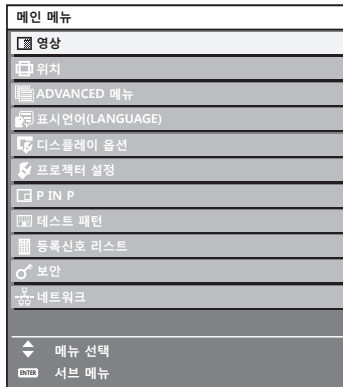 메인 메뉴
영상
위치
ADVANCED 메뉴
표시언어(LANGUAGE)
디스플레이 옵션
프로젝터 설정
P IN P
테스트 패턴
등록신호 리스트
보안
네트워크
메뉴 선택
ENTER 서브 메뉴